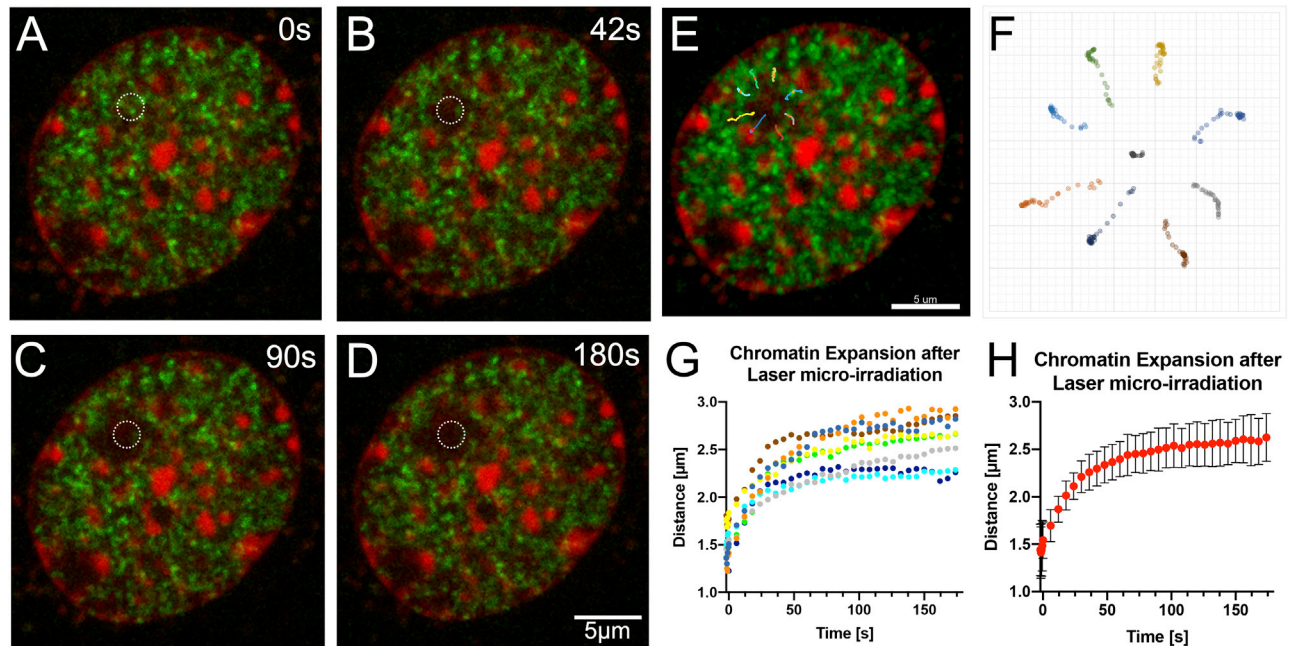 A
0s
B
42s
E
5 um
F
C
90s
D
180s
5µm
G
Chromatin Expansion after
Laser micro-irradiation
Distance [µm]
3.0
2.5
2.0
1.5
1.0
0
50
100
150
Time [s]
H
Chromatin Expansion after
Laser micro-irradiation
Distance [µm]
3.0
2.5
2.0
1.5
1.0
0
50
100
150
Time [s]